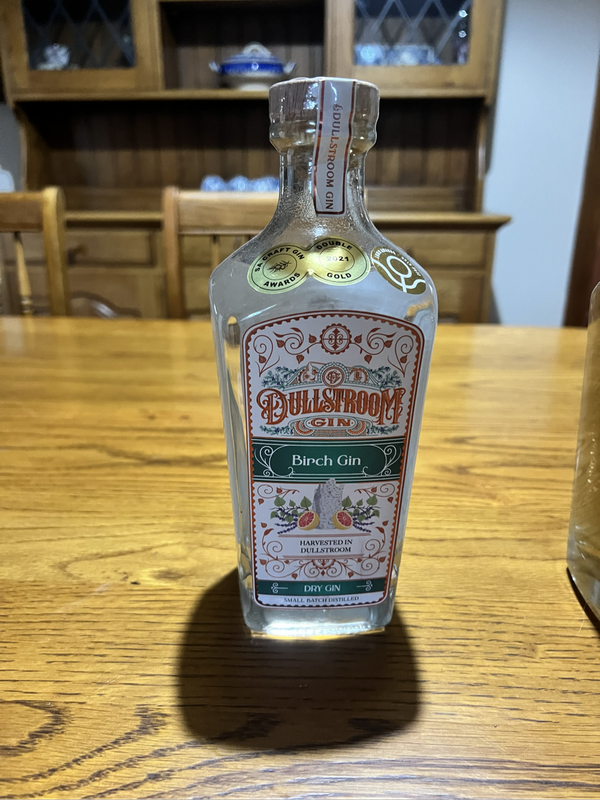 DULLSTROOM GIN
SA CRAFT GIN
AWARDS
DOUBLE
2021
GOLD
DULLSTROOM
GIN
Birch Gin
HARVESTED IN
DULLSTROOM
DRY GIN
SMALL BATCH DISTILLED